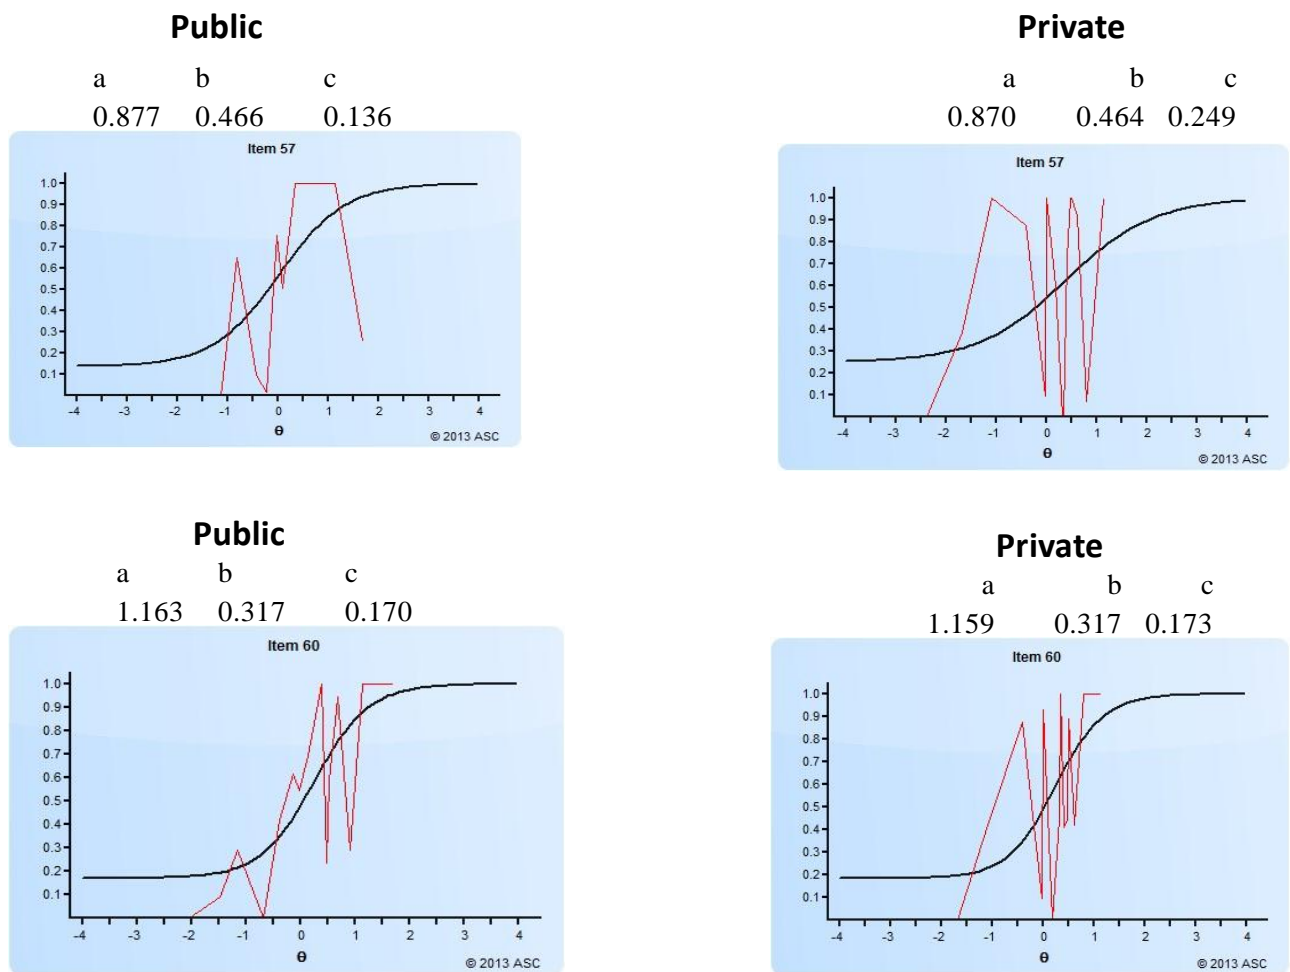 Public
a b c
0.877 0.466 0.136
Item 57
1.0
0.9
0.8
0.7
0.6
0.5
0.4
0.3
0.2
0.1
-4 -3 -2 -1 0 1 2 3 4
θ
© 2013 ASC
Private
a b c
0.870 0.464 0.249
Item 57
1.0
0.9
0.8
0.7
0.6
0.5
0.4
0.3
0.2
0.1
-4 -3 -2 -1 0 1 2 3 4
θ
© 2013 ASC
Public
a b c
1.163 0.317 0.170
Item 60
1.0
0.9
0.8
0.7
0.6
0.5
0.4
0.3
0.2
0.1
-4 -3 -2 -1 0 1 2 3 4
θ
© 2013 ASC
Private
a b c
1.159 0.317 0.173
Item 60
1.0
0.9
0.8
0.7
0.6
0.5
0.4
0.3
0.2
0.1
-4 -3 -2 -1 0 1 2 3 4
θ
© 2013 ASC